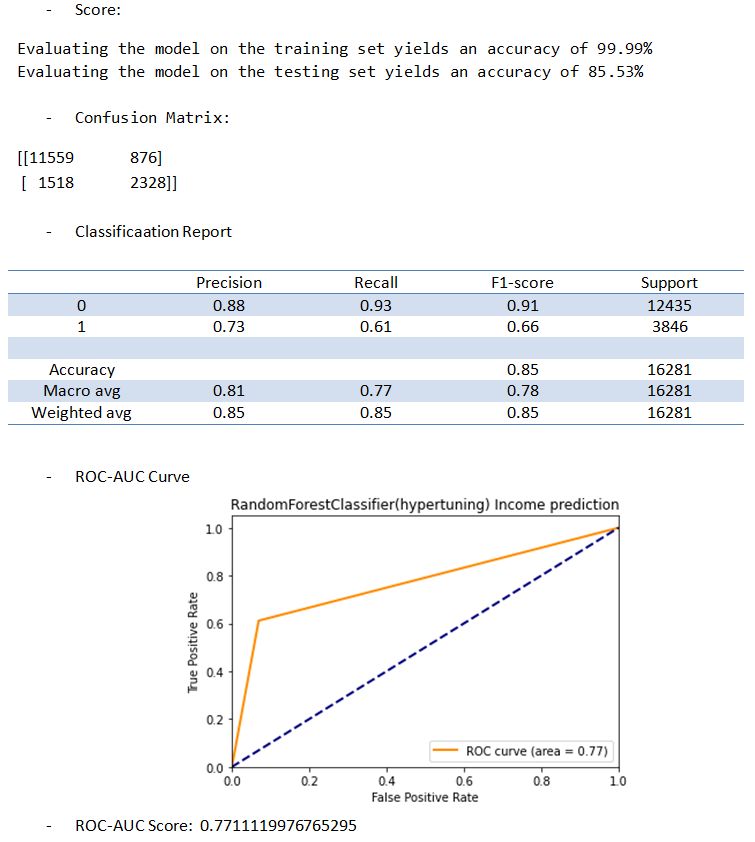 - Score:
Evaluating the model on the training set yields an accuracy of 99.99%
Evaluating the model on the testing set yields an accuracy of 85.53%
- Confusion Matrix:
[[11559 876]
[ 1518 2328]]
- Classificaation Report
Precision Recall F1-score Support
0 0.88 0.93 0.91 12435
1 0.73 0.61 0.66 3846
Accuracy 0.85 16281
Macro avg 0.81 0.77 0.78 16281
Weighted avg 0.85 0.85 0.85 16281
- ROC-AUC Curve
RandomForestClassifier(hypertuning) Income prediction
1.0
0.8
0.6
0.4
0.2
0.0
True Positive Rate
ROC curve (area = 0.77)
0.0 0.2 0.4 0.6 0.8 1.0
False Positive Rate
- ROC-AUC Score: 0.7711119976765295